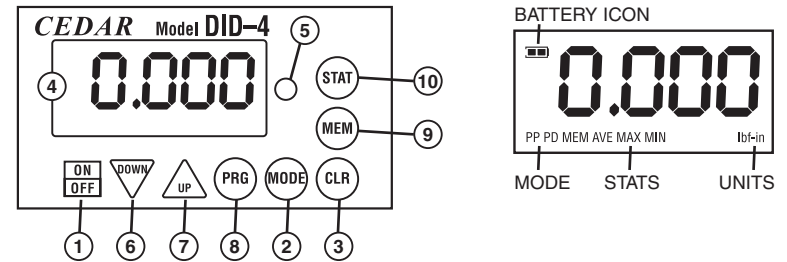 CEDAR Model DID-4
5
4
0.000
STAT
10
MEM
9
ON
OFF
DOWN
UP
PRG
MODE
CLR
1
6
7
8
2
3
BATTERY ICON
0.000
PP PD MEM AVE MAX MIN
lbf-in
MODE
STATS
UNITS